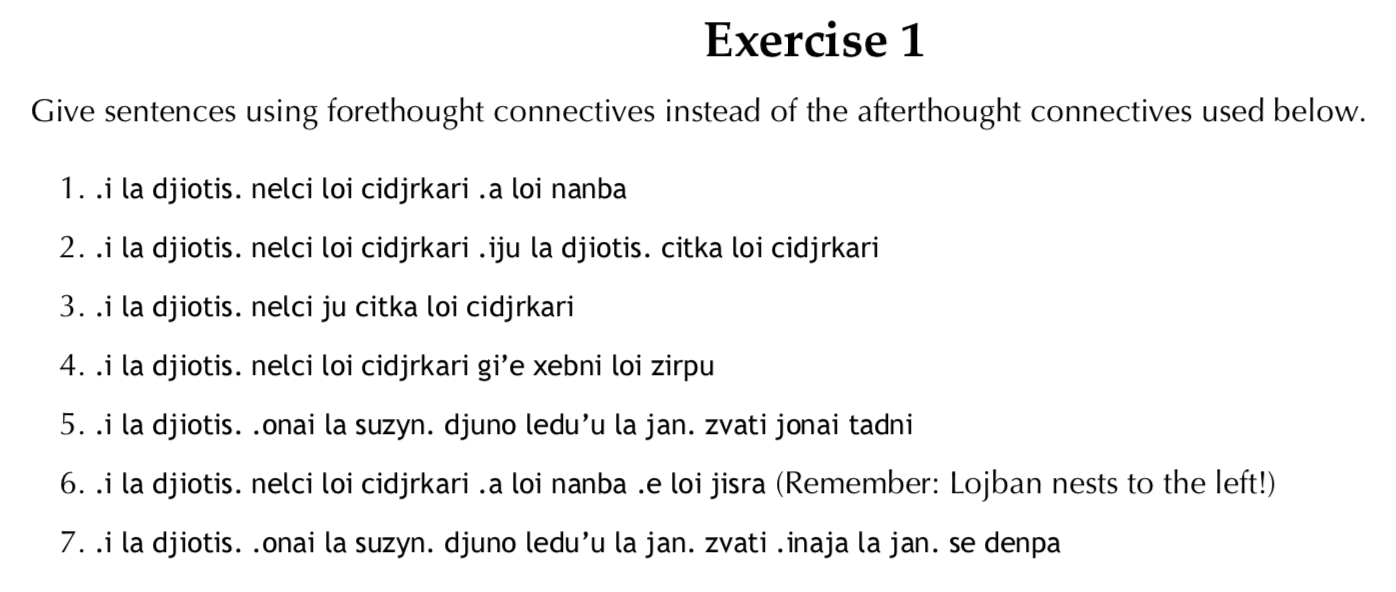 Exercise 1
Give sentences using forethought connectives instead of the afterthought connectives used below.
1. .i la djiotis. nelci loi cidjrkari .a loi nanba
2. .i la djiotis. nelci loi cidjrkari .iju la djiotis. citka loi cidjrkari
3. .i la djiotis. nelci ju citka loi cidjrkari
4. .i la djiotis. nelci loi cidjrkari gi’e xebni loi zirpu
5. .i la djiotis. .onai la suzyn. djuno ledu’u la jan. zvati jonai tadni
6. .i la djiotis. nelci loi cidjrkari .a loi nanba .e loi jisra (Remember: Lojban nests to the left!)
7. .i la djiotis. .onai la suzyn. djuno ledu’u la jan. zvati .inaja la jan. se denpa